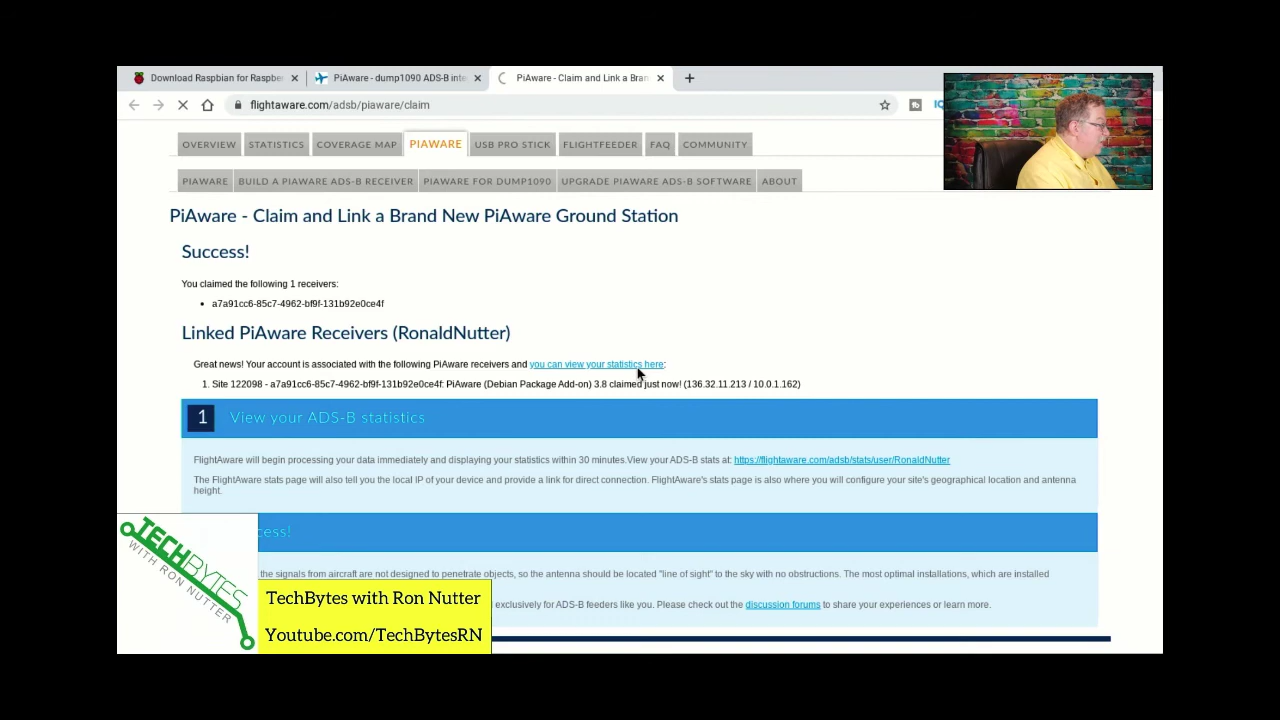 Download Raspbian for Raspbe
PiAware - dump1090 ADS-B inte
PiAware - Claim and Link a Bran
flightaware.com/adsb/piaware/claim
OVERVIEW STATISTICS COVERAGE MAP PIAWARE USB PRO STICK FLIGHTFEEDER FAQ COMMUNITY
PIAWARE BUILD A PIAWARE ADS-B RECEIVER PIAWARE FOR DUMP1090 UPGRADE PIAWARE ADS-B SOFTWARE ABOUT
PiAware - Claim and Link a Brand New PiAware Ground Station
Success!
You claimed the following 1 receivers:
• a7a91cc6-85c7-4962-bf9f-131b92e0ce4f
Linked PiAware Receivers (RonaldNutter)
Great news! Your account is associated with the following PiAware receivers and you can view your statistics here:
1. Site 122098 - a7a91cc6-85c7-4962-bf9f-131b92e0ce4f: PiAware (Debian Package Add-on) 3.8 claimed just now! (136.32.11.213 / 10.0.1.162)
1 View your ADS-B statistics
FlightAware will begin processing your data immediately and displaying your statistics within 30 minutes.View your ADS-B stats at: https://flightaware.com/adsb/stats/user/RonaldNutter
The FlightAware stats page will also tell you the local IP of your device and provide a link for direct connection. FlightAware's stats page is also where you will configure your site's geographical location and antenna
height.
cess!
the signals from aircraft are not designed to penetrate objects, so the antenna should be located "line of sight" to the sky with no obstructions. The most optimal installations, which are installed
exclusively for ADS-B feeders like you. Please check out the discussion forums to share your experiences or learn more.
TECHBYTES
WITH RON NUTTER
TechBytes with Ron Nutter
Youtube.com/TechBytesRN